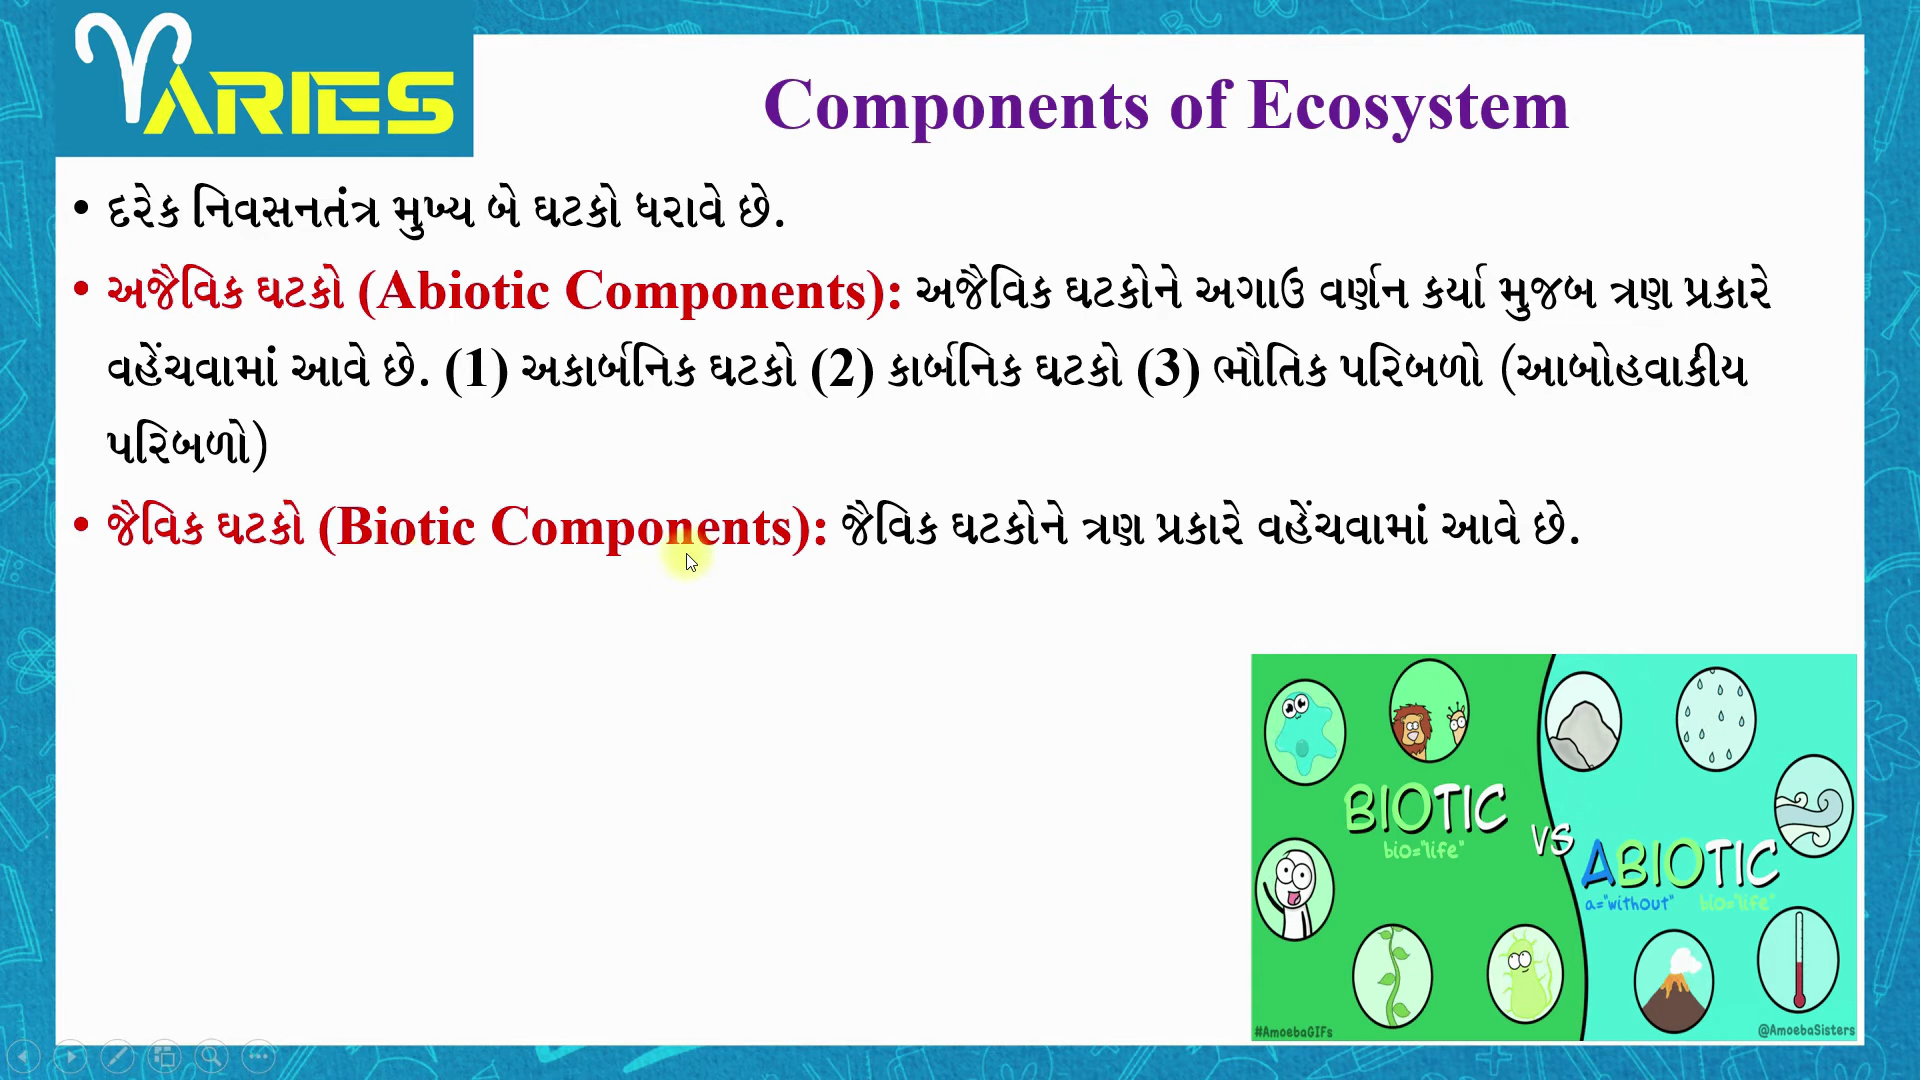 ARIES
Components of Ecosystem
• દરેક નિવસનતંત્ર મુખ્ય બે ઘટકો ધરાવે છે.
• અજૈવિક ઘટકો (Abiotic Components): અજૈવિક ઘટકોને અગાઉ વર્ણન કર્યા મુજબ ત્રણ પ્રકારે
વહેંચવામાં આવે છે. (1) અકાર્બનિક ઘટકો (2) કાર્બનિક ઘટકો (3) ભૌતિક પરિબળો (આબોહવાકીય
પરિબળો)
• જૈવિક ઘટકો (Biotic Components): જૈવિક ઘટકોને ત્રણ પ્રકારે વહેંચવામાં આવે છે.
BIOTIC
bio="life"
VS
ABIOTIC
a="without" bio="life"
#AmoebaGIFs
@AmoebaSisters